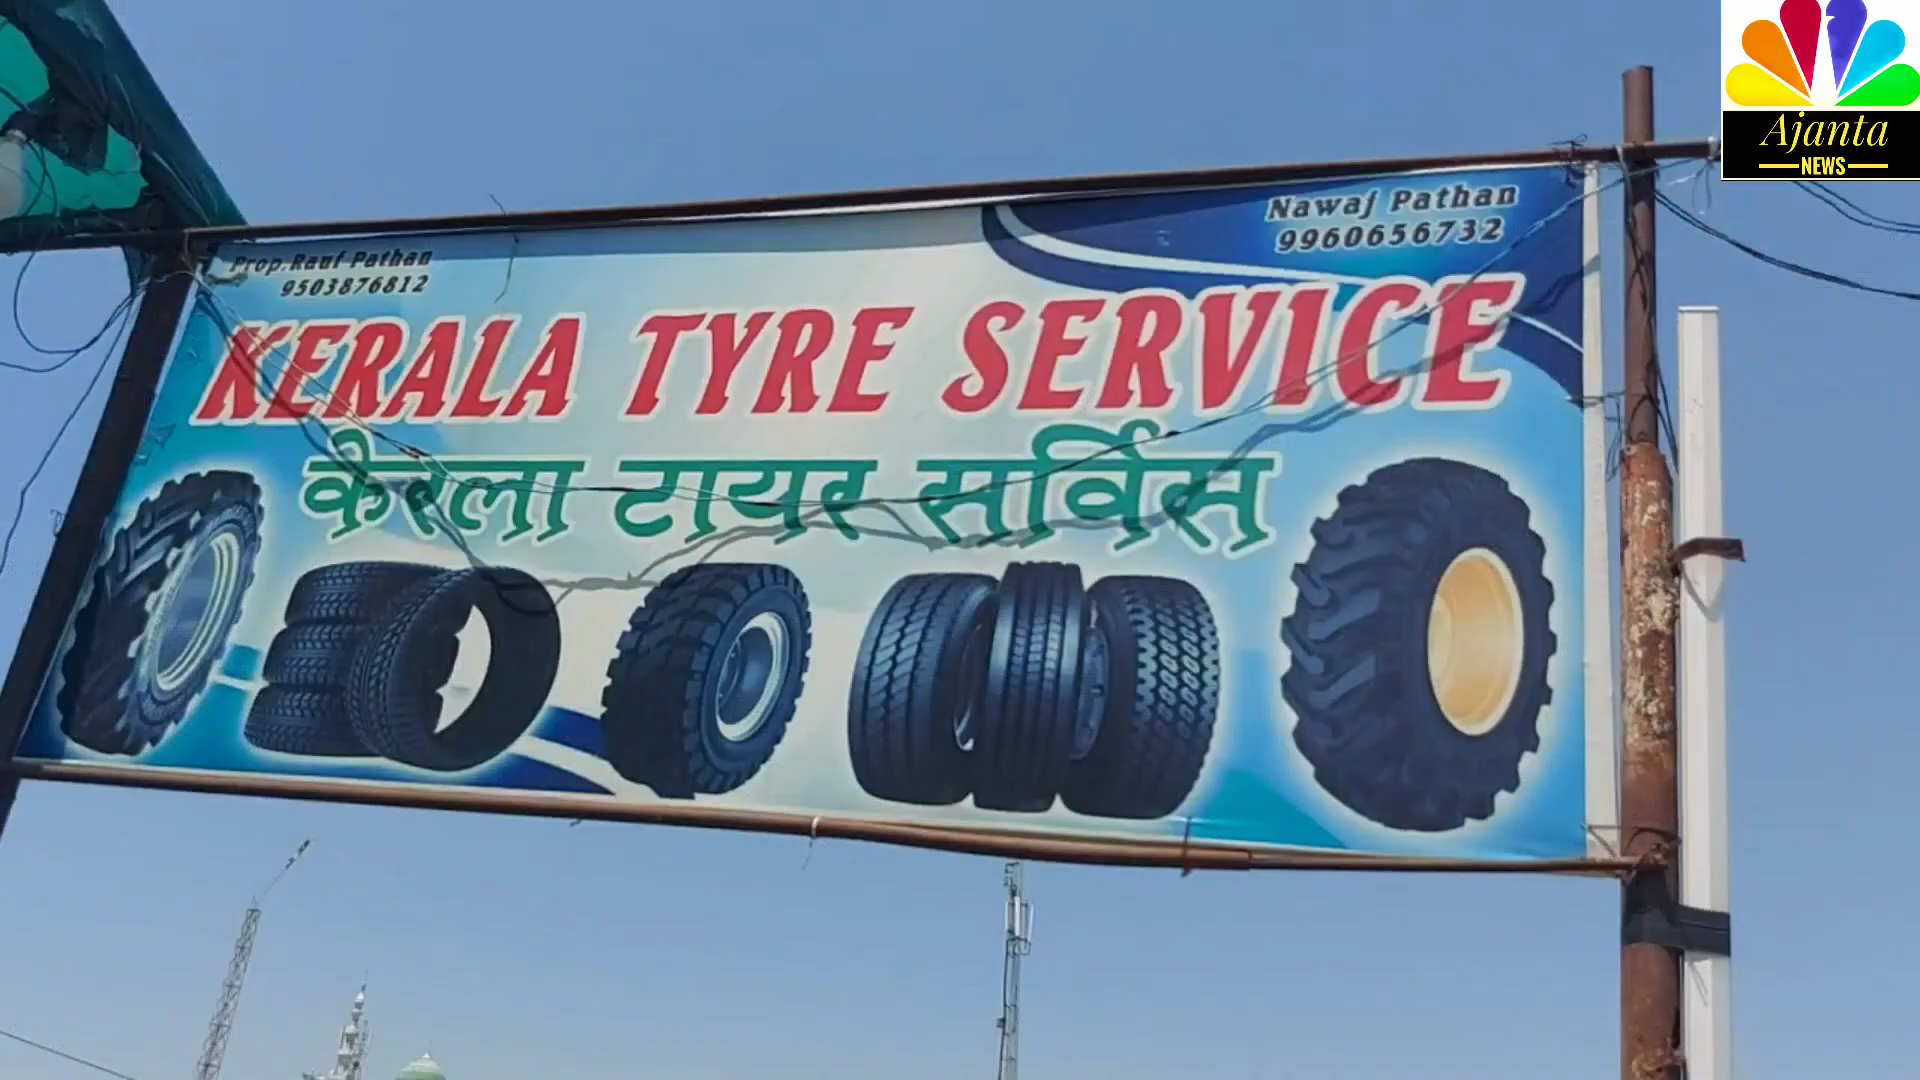 Ajanta
NEWS
Prop. Rauf Pathan
9503876812
Nawaj Pathan
9960656732
KERALA TYRE SERVICE
केरला टायर सर्विस